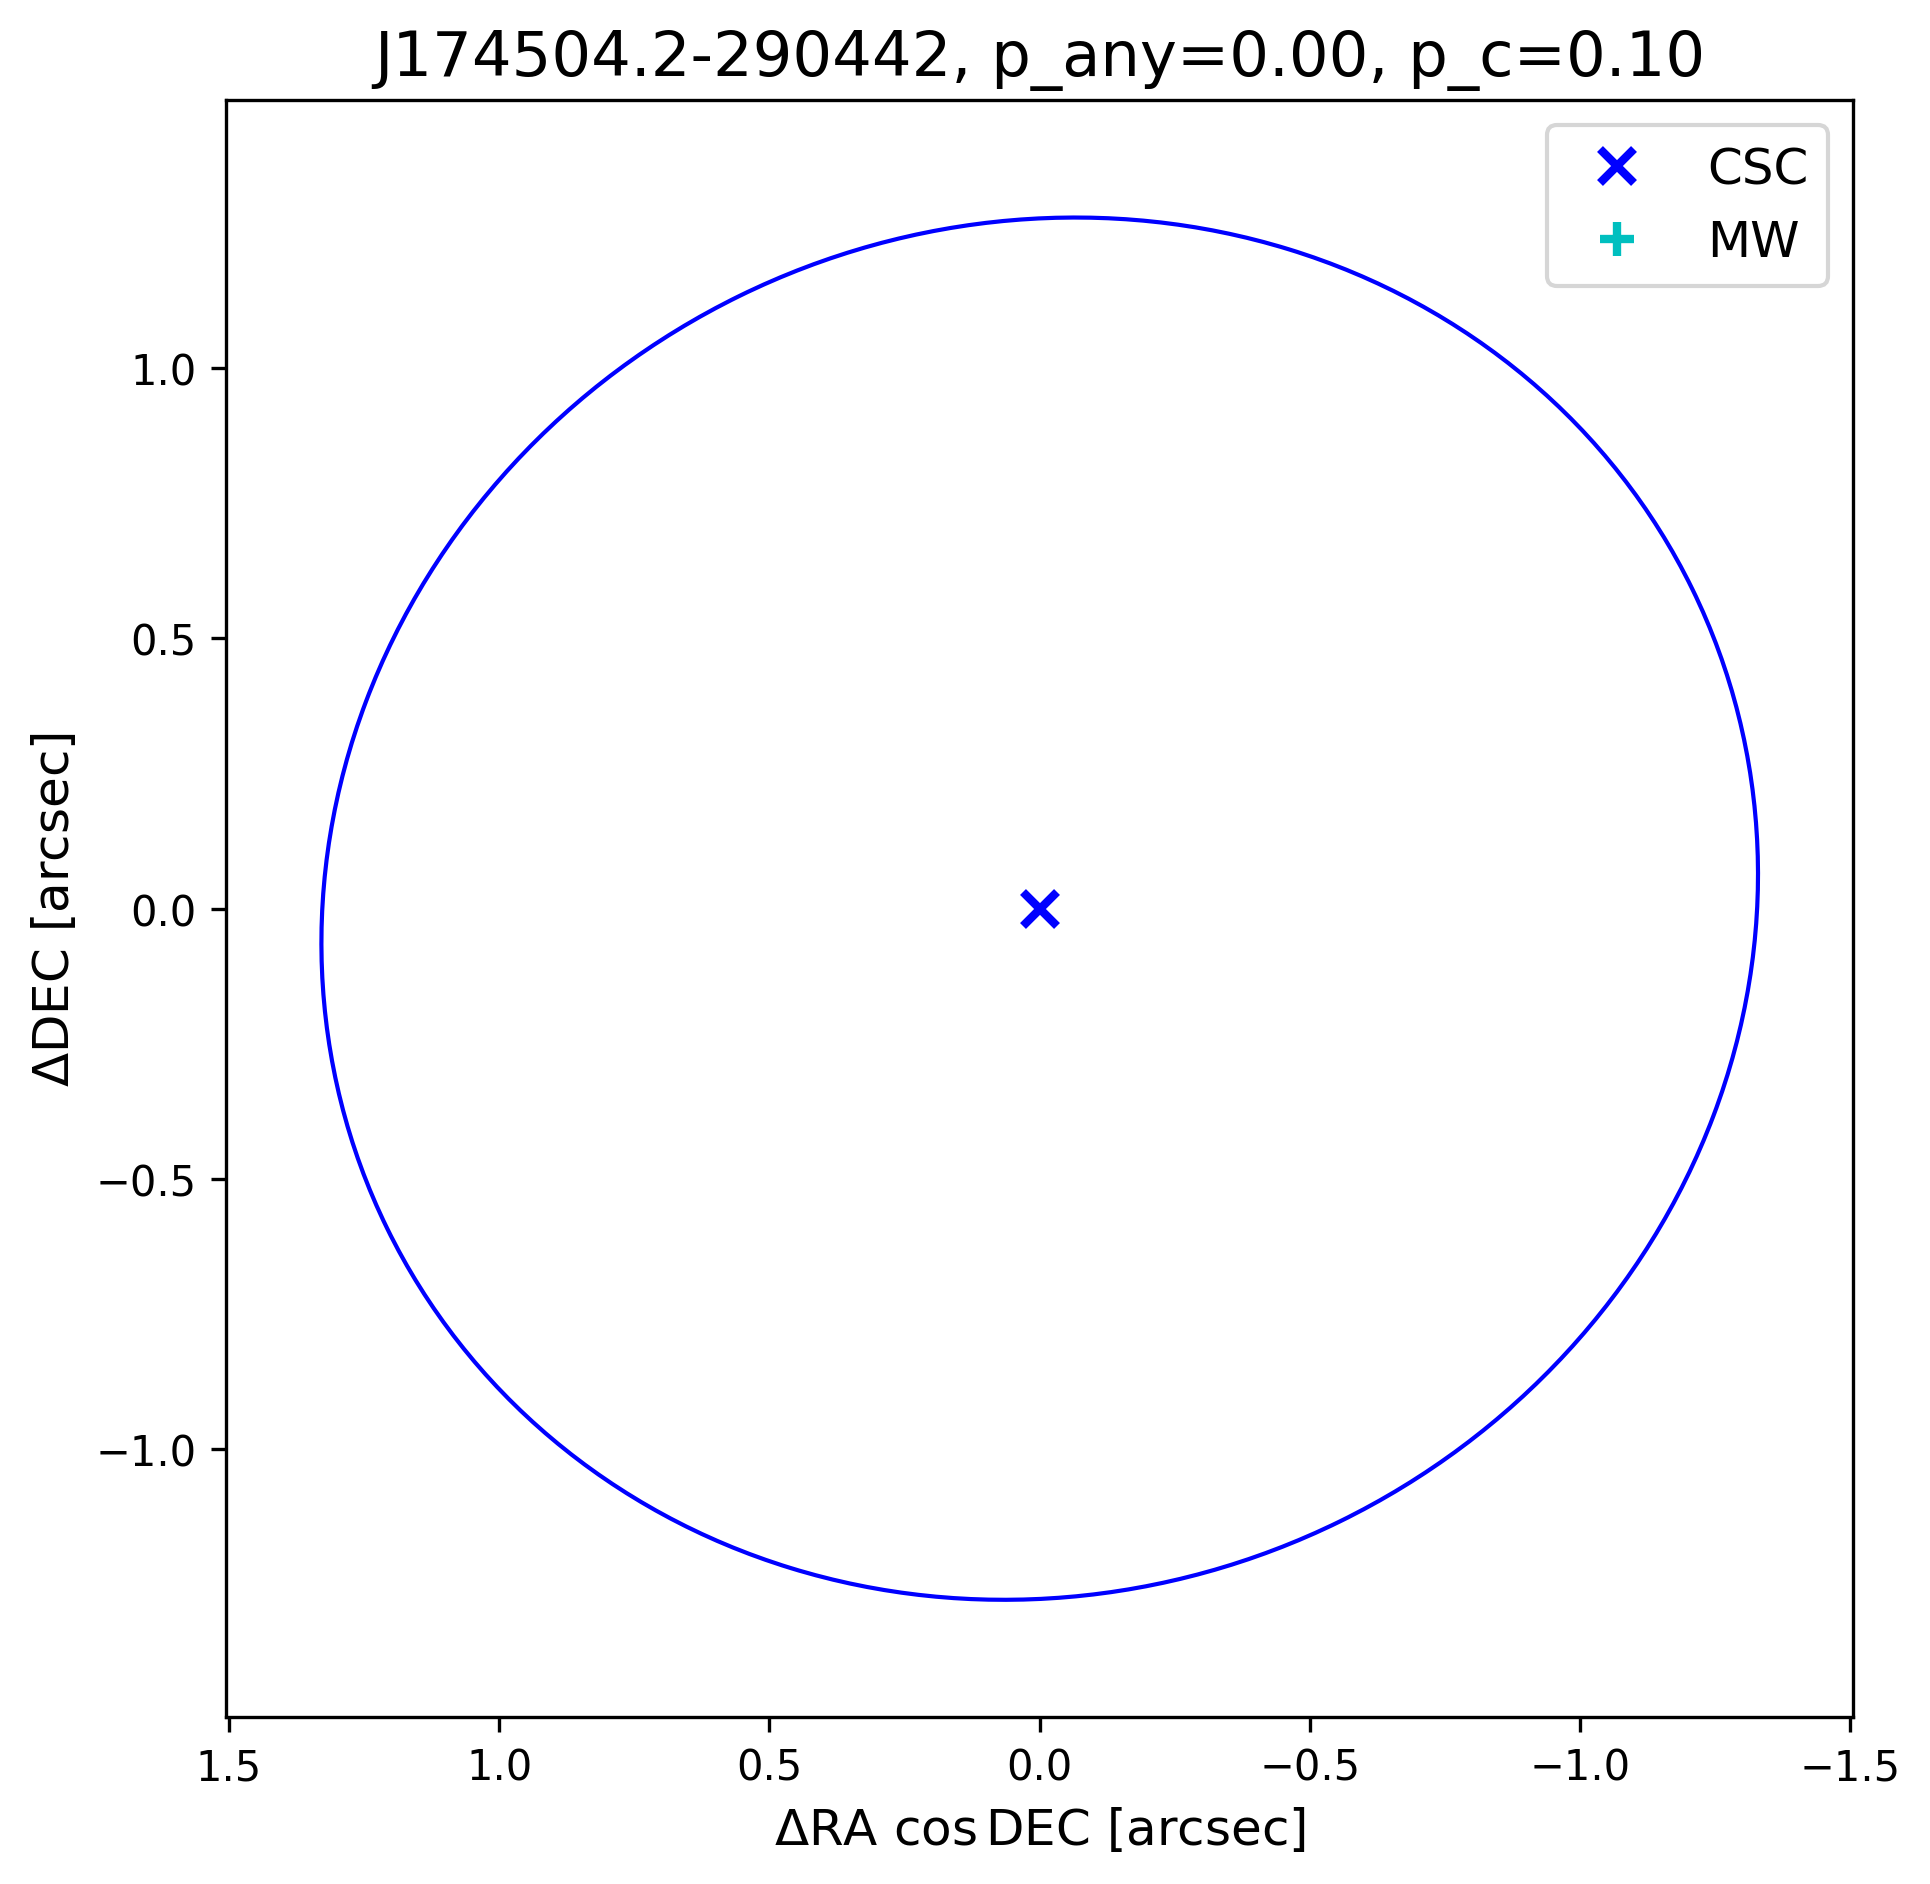 J174504.2-290442, p_any=0.00, p_c=0.10
CSC
MW
1.0
0.5
0.0
−0.5
−1.0
ΔDEC [arcsec]
1.5 1.0 0.5 0.0 −0.5 −1.0 −1.5
ΔRA cos DEC [arcsec]